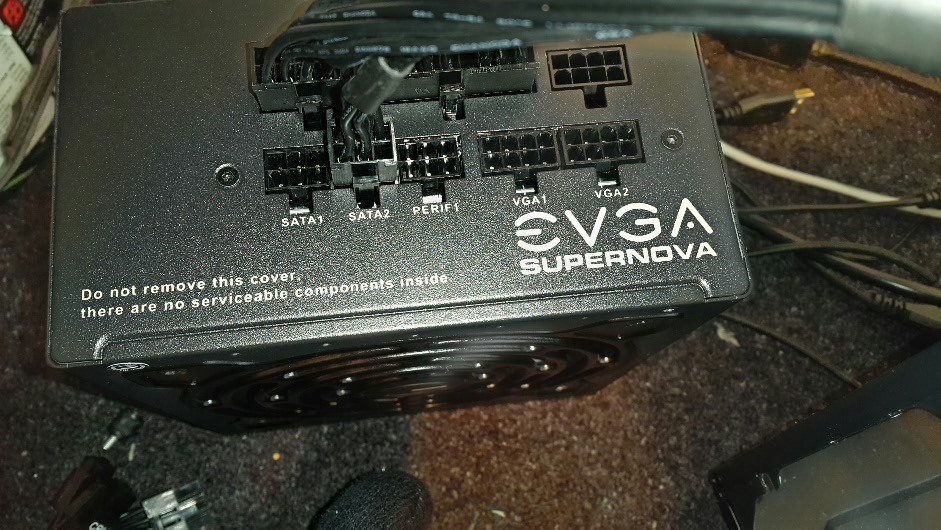 SATA1 SATA2 PERIF1 VGA1 VGA2
EVGA
SUPERNOVA
Do not remove this cover.
there are no serviceable components inside